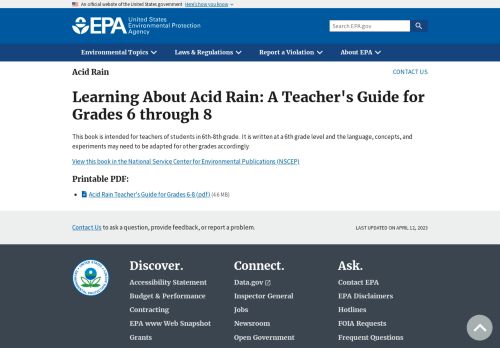 An official website of the United States government Here's how you know
EPA United States
Environmental Protection
Agency
Search EPA.gov
Environmental Topics
Laws & Regulations
Report a Violation
About EPA
Acid Rain
CONTACT US
Learning About Acid Rain: A Teacher's Guide for
Grades 6 through 8
This book is intended for teachers of students in 6th-8th grade. It is written at a 6th grade level and the language, concepts, and
experiments may need to be adapted for other grades accordingly.
View this book in the National Service Center for Environmental Publications (NSCEP)
Printable PDF:
Acid Rain Teacher's Guide for Grades 6-8 (pdf) (4.6 MB)
Contact Us to ask a question, provide feedback, or report a problem.
LAST UPDATED ON APRIL 12, 2023
Discover.
Accessibility Statement
Budget & Performance
Contracting
EPA www Web Snapshot
Grants
Connect.
Data.gov
Inspector General
Jobs
Newsroom
Open Government
Ask.
Contact EPA
EPA Disclaimers
Hotlines
FOIA Requests
Frequent Questions